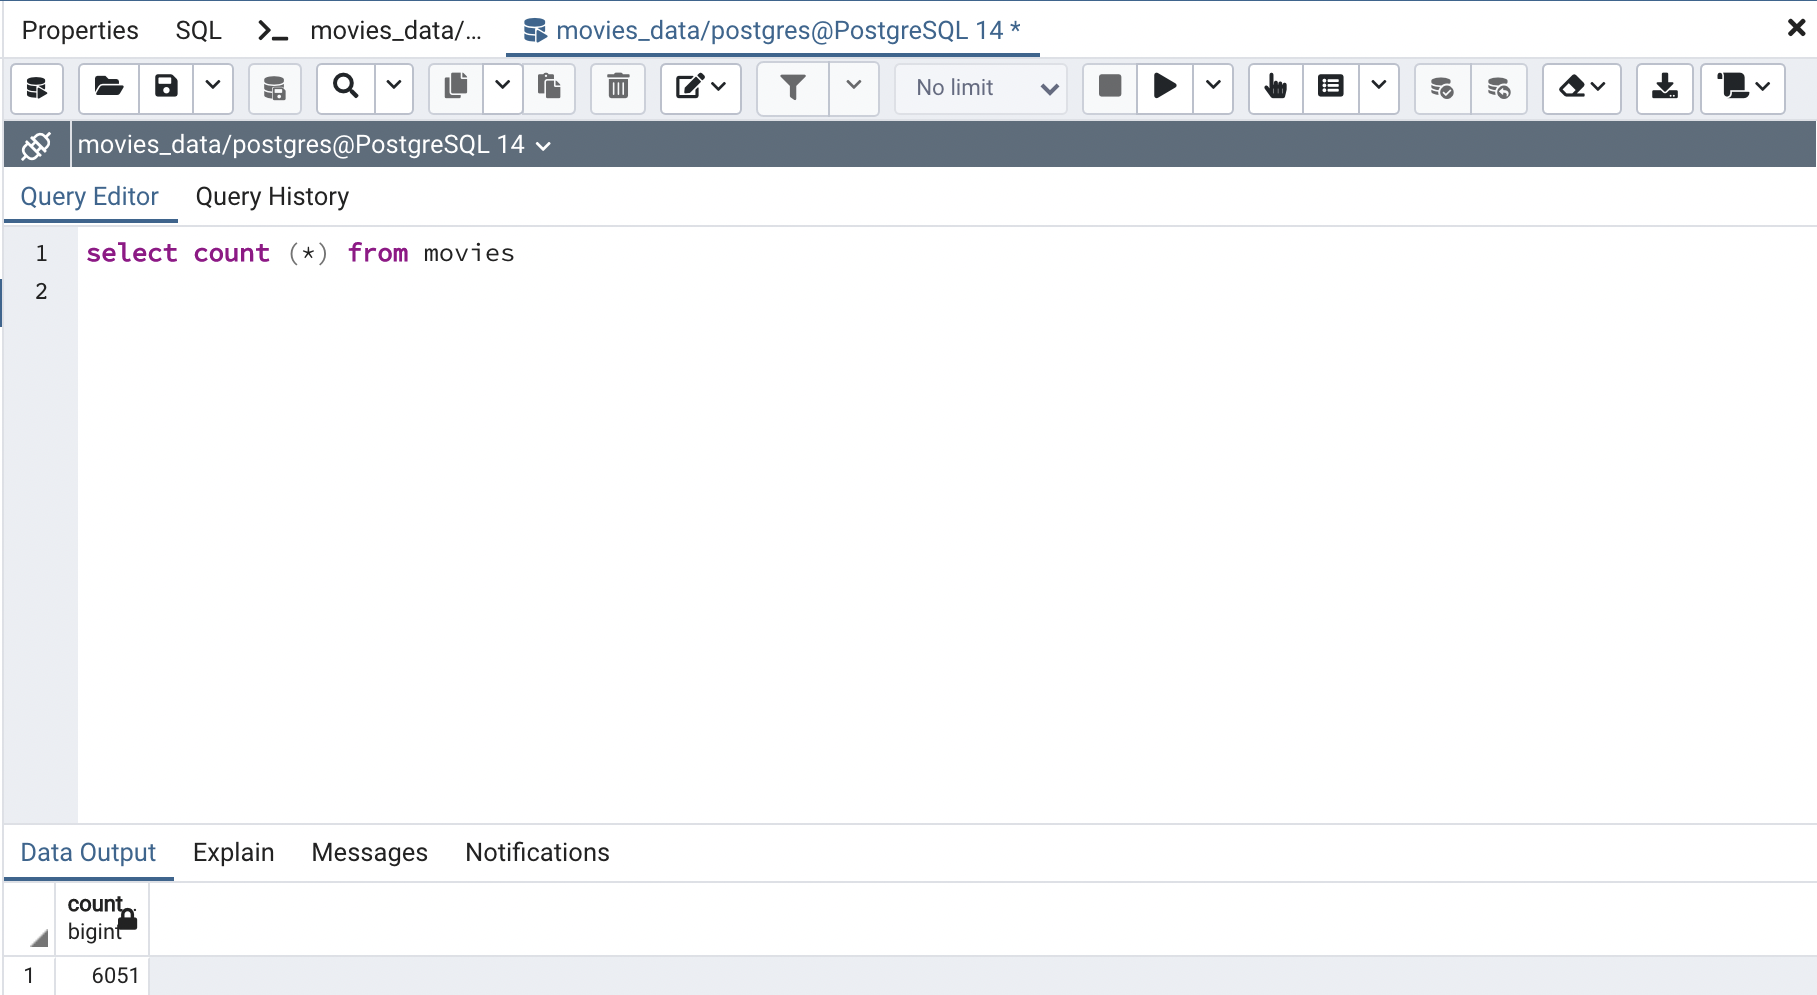 Properties SQL movies_data/... movies_data/postgres@PostgreSQL 14 *
No limit
movies_data/postgres@PostgreSQL 14
Query Editor Query History
1 select count (*) from movies
2
Data Output Explain Messages Notifications
count
bigint
1 6051